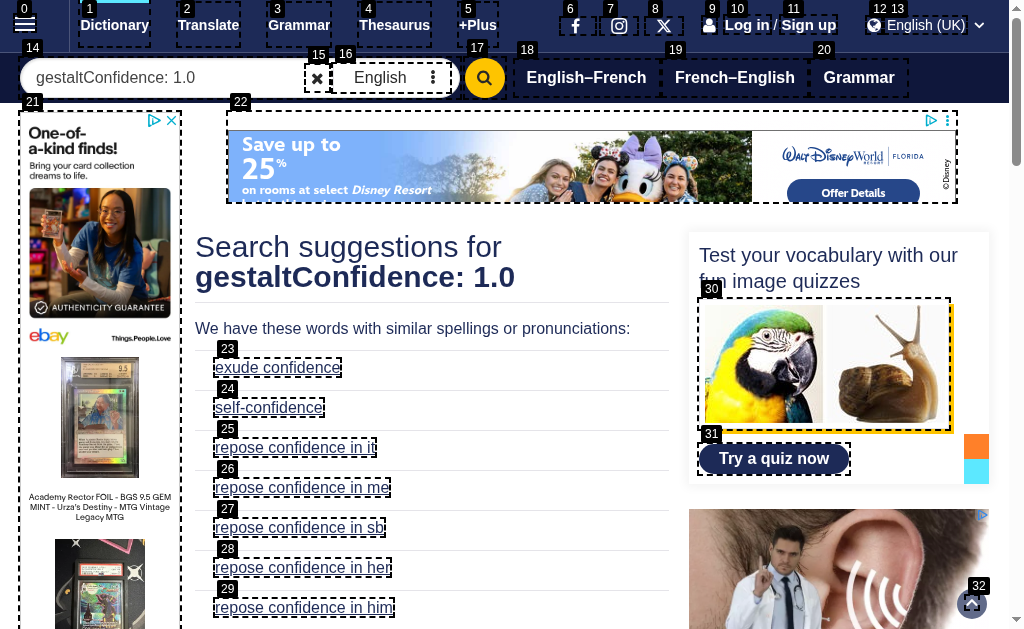 0 1 2 3 4 5 6 7 8 9 10 11 12 13
Dictionary Translate Grammar Thesaurus +Plus Log in / Sign up English (UK)
14 15 16 17 18 19 20
gestaltConfidence: 1.0 English English–French French–English Grammar
21 22
One-of-
a-kind finds!
Bring your card collection
dreams to life.
AUTHENTICITY GUARANTEE
ebay Things.People.Love
9.5
Academy Rector FOIL - BGS 9.5 GEM
MINT - Urza's Destiny - MTG Vintage
Legacy MTG
Save up to
25%
on rooms at select Disney Resort
Walt Disney World FLORIDA
Offer Details
©Disney
Search suggestions for
gestaltConfidence: 1.0
We have these words with similar spellings or pronunciations:
23
exude confidence
24
self-confidence
25
repose confidence in it
26
repose confidence in me
27
repose confidence in sb
28
repose confidence in her
29
repose confidence in him
Test your vocabulary with our
fun image quizzes
30
31
Try a quiz now
32